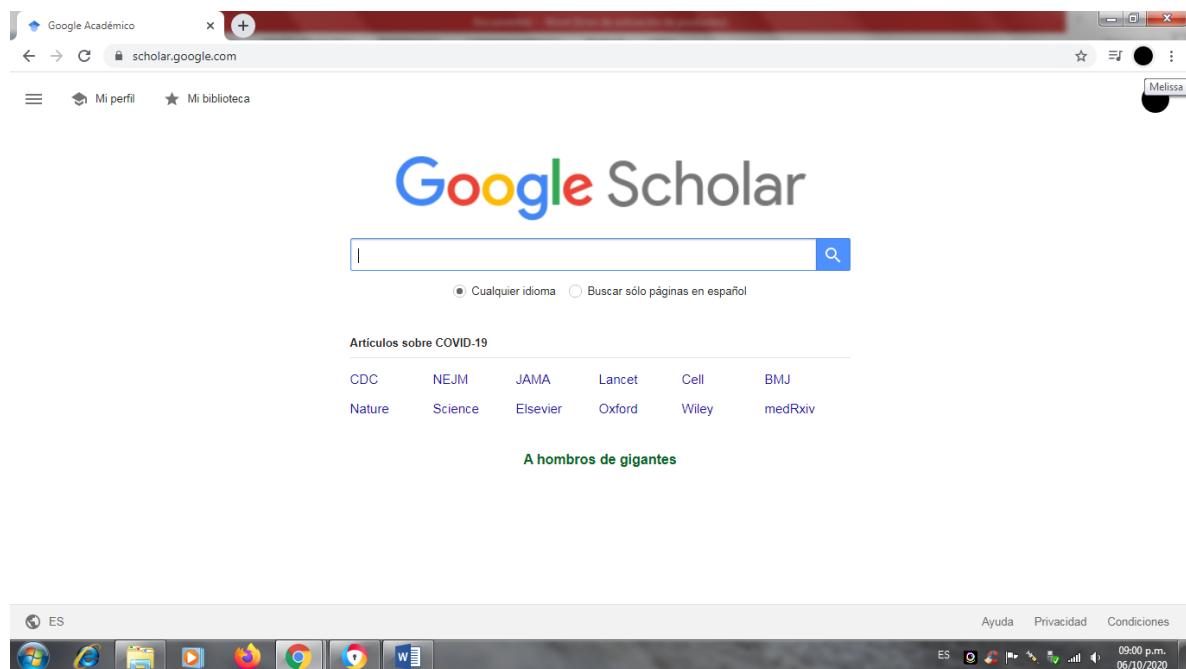 Google Académico
scholar.google.com
Melissa
Mi perfil Mi biblioteca
Google Scholar
Cualquier idioma Buscar sólo páginas en español
Artículos sobre COVID-19
CDC NEJM JAMA Lancet Cell BMJ
Nature Science Elsevier Oxford Wiley medRxiv
A hombros de gigantes
ES Ayuda Privacidad Condiciones
ES 09:00 p.m.
06/10/2020